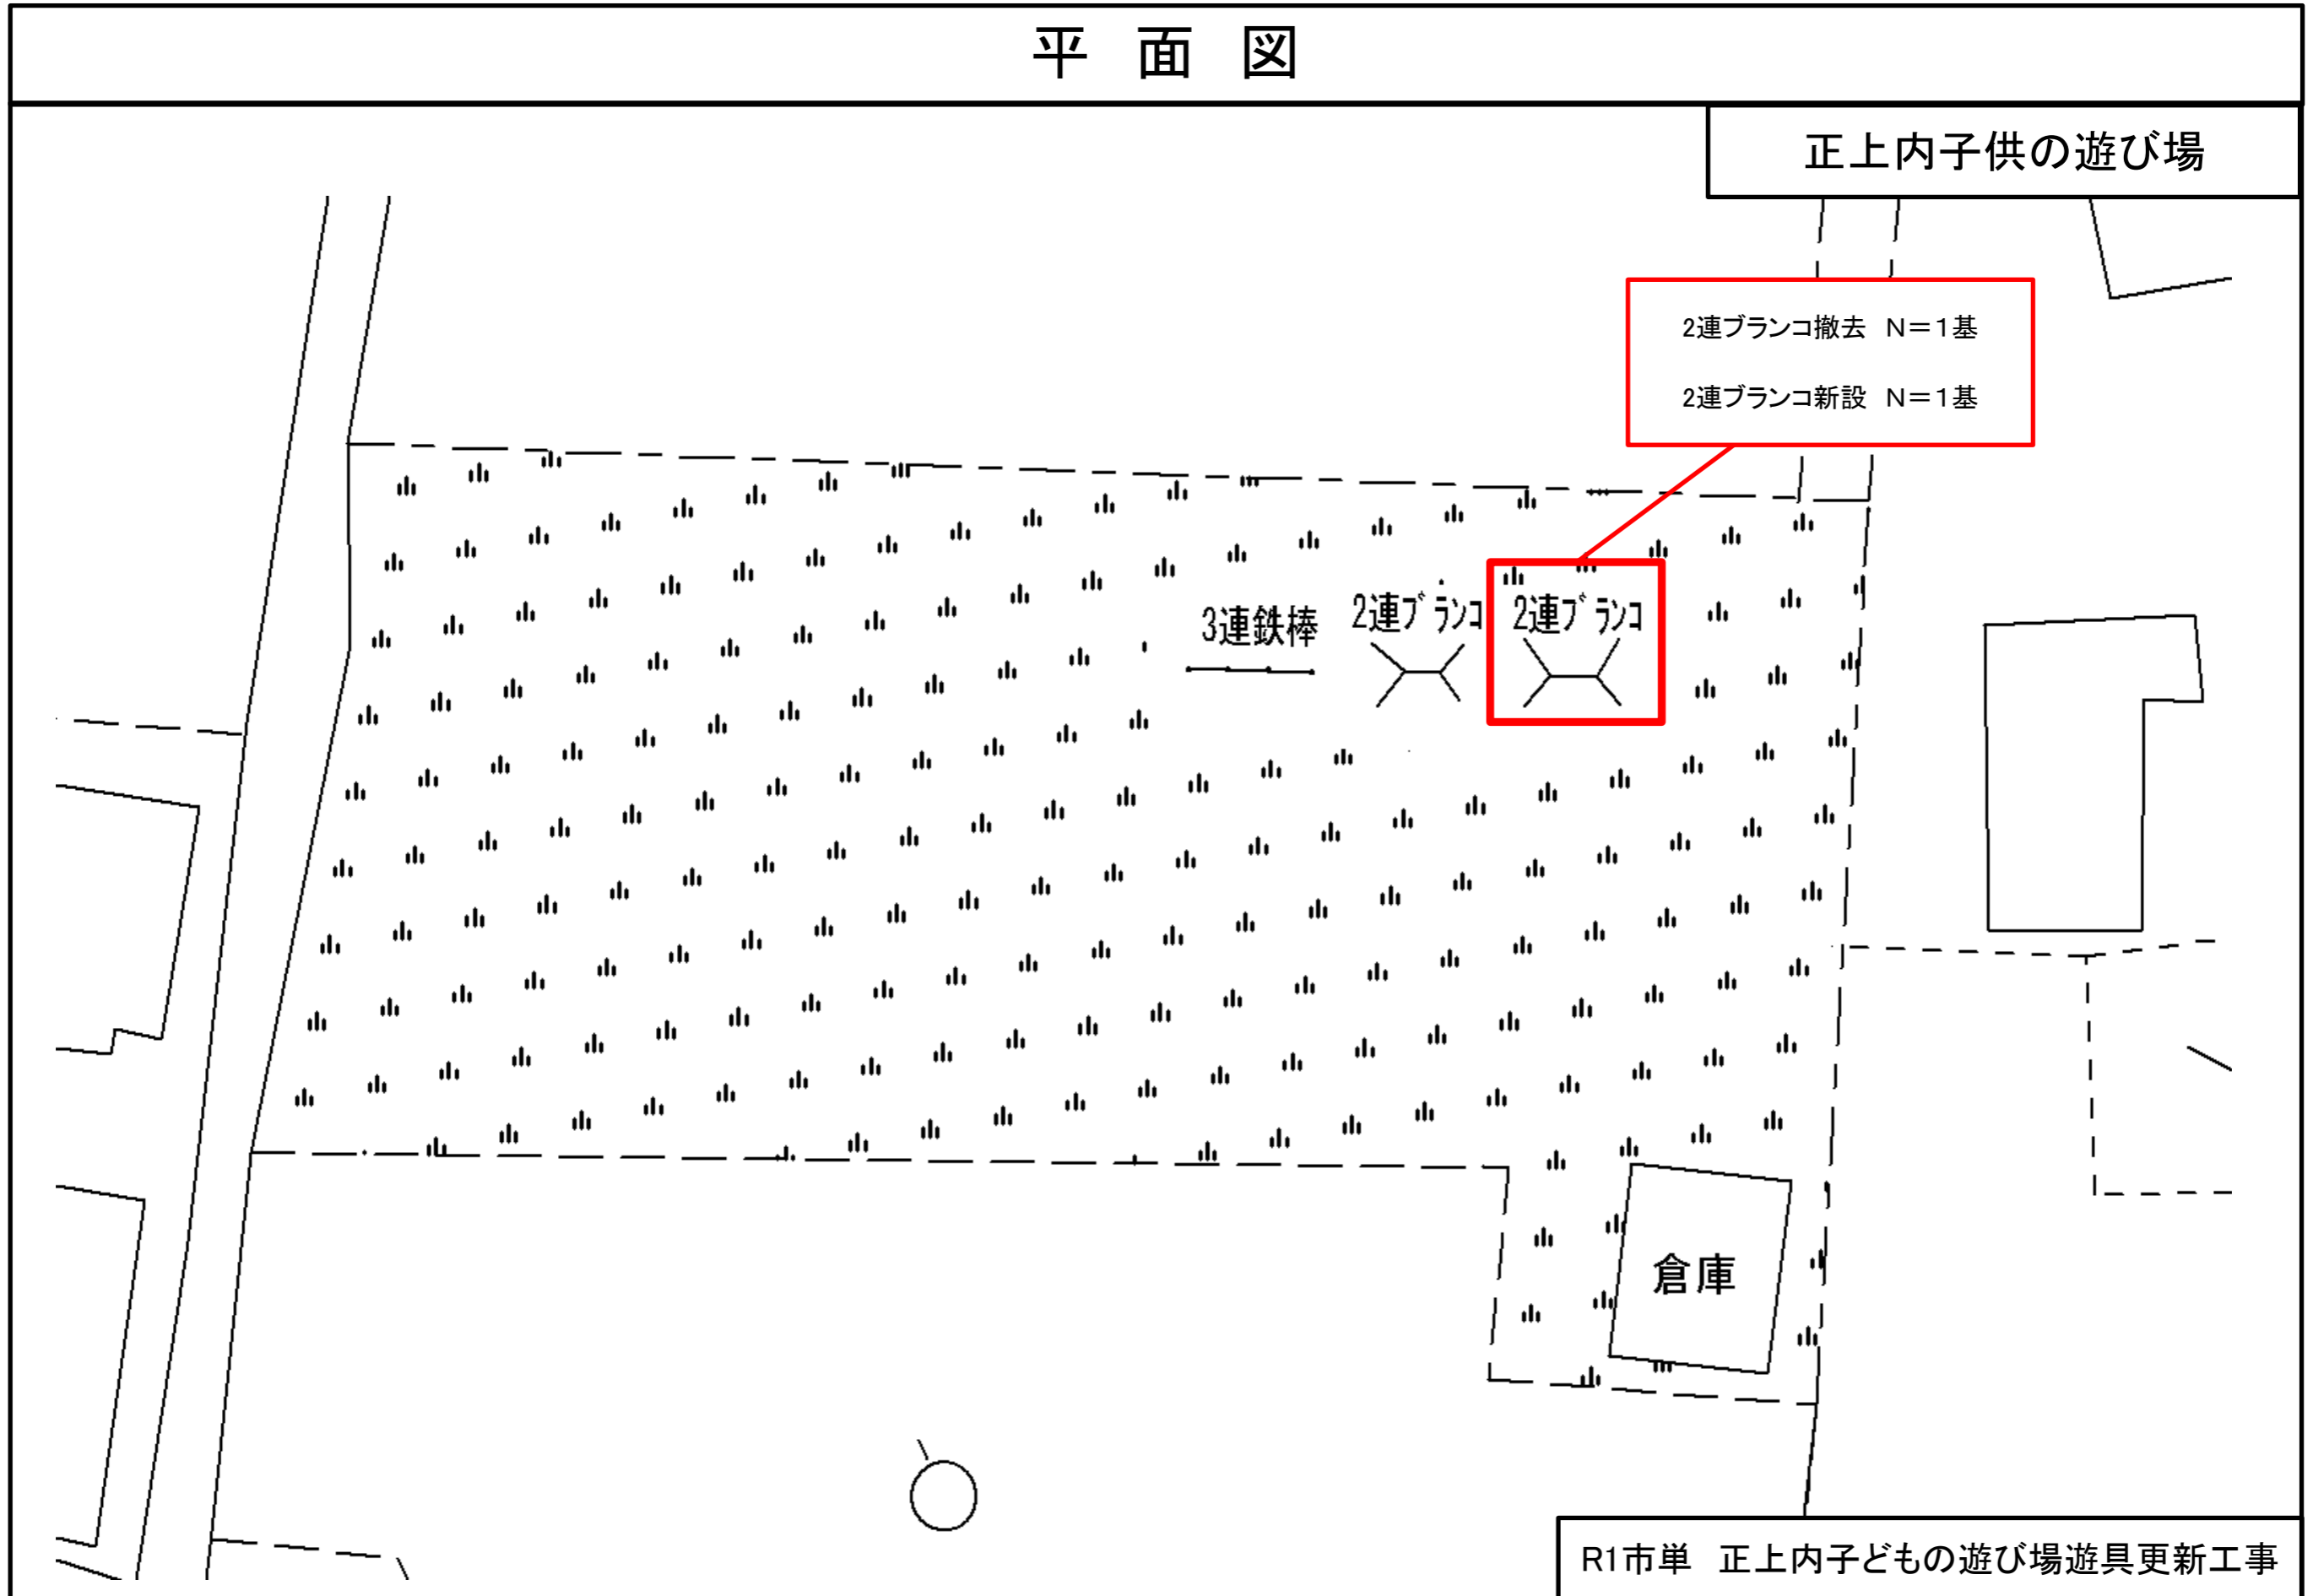 平 面 図
正上内子供の遊び場
2連ブランコ撤去 N=1基
2連ブランコ新設 N=1基
3連鉄棒
2連ブランコ
2連ブランコ
倉庫
R1市単 正上内子どもの遊び場遊具更新工事